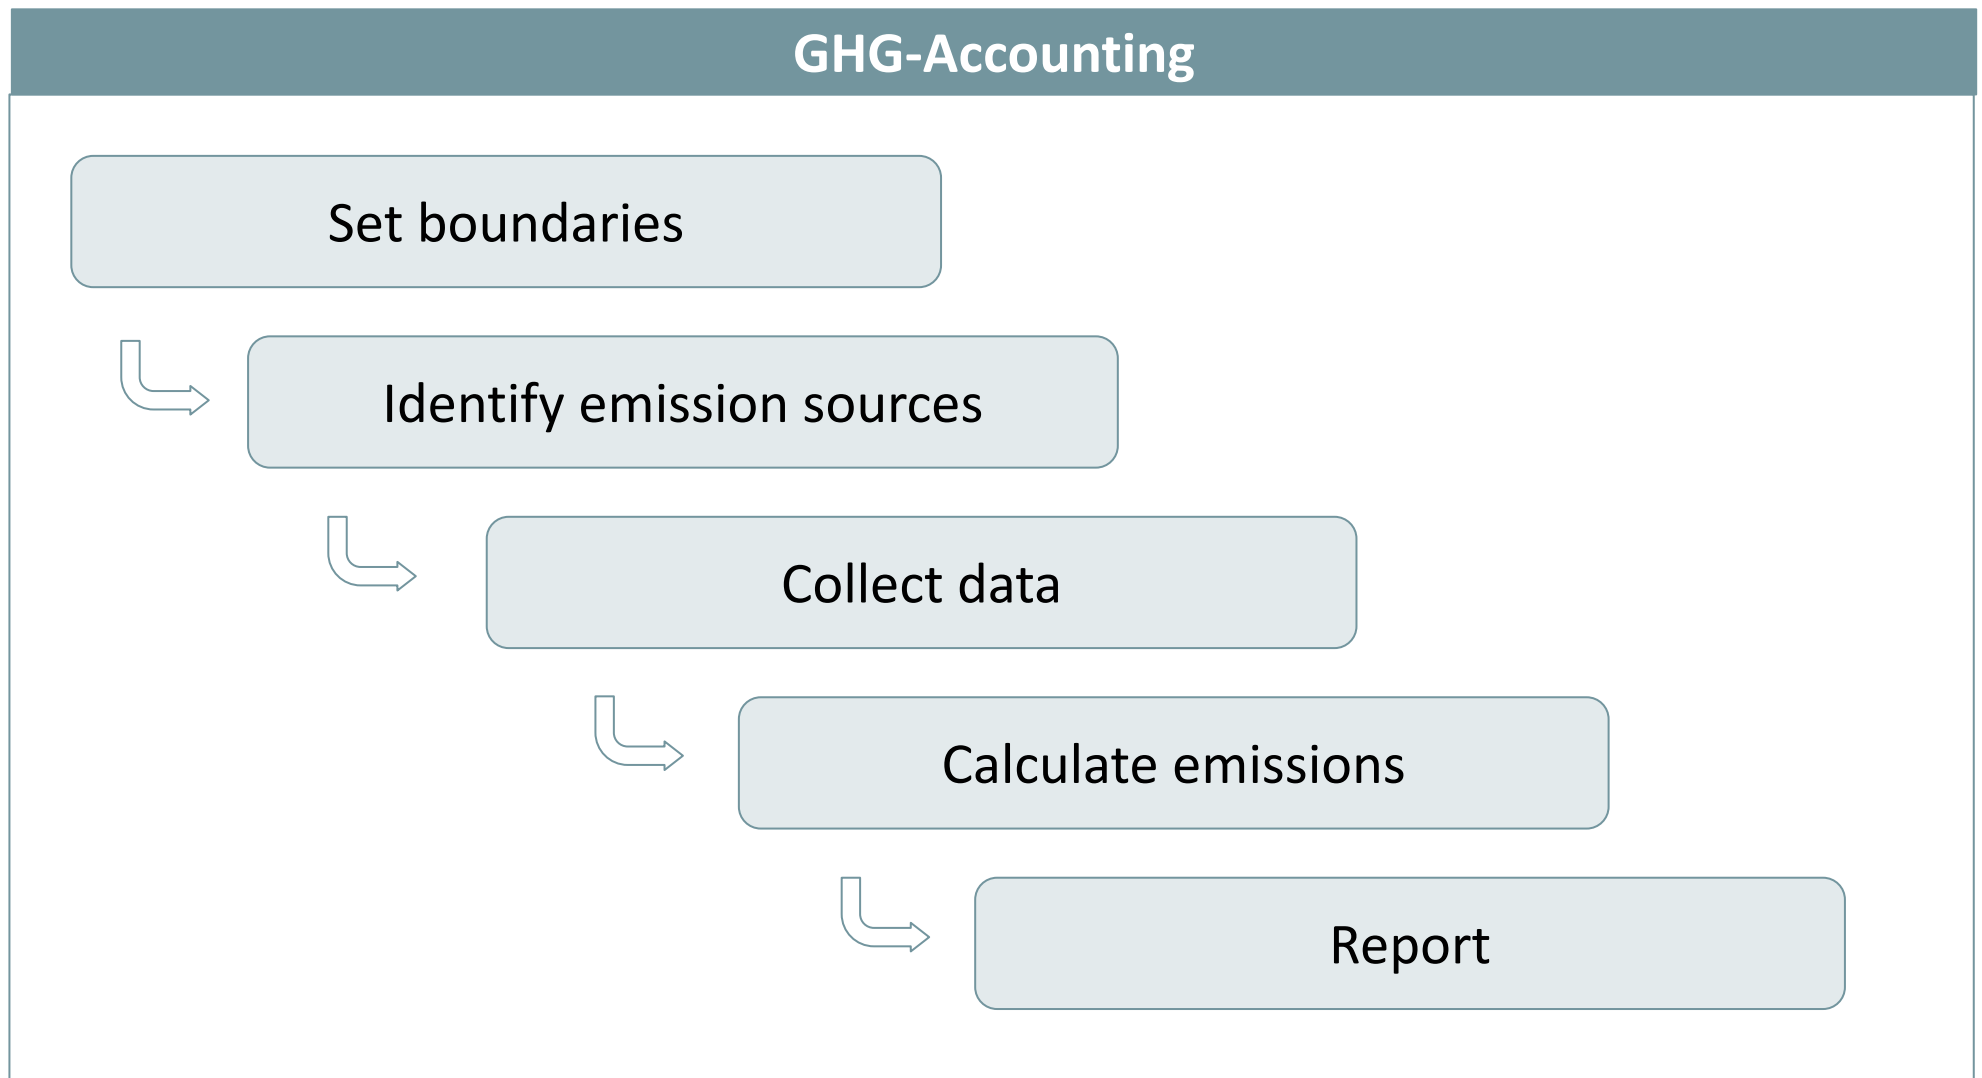 GHG-Accounting
Set boundaries
Identify emission sources
Collect data
Calculate emissions
Report